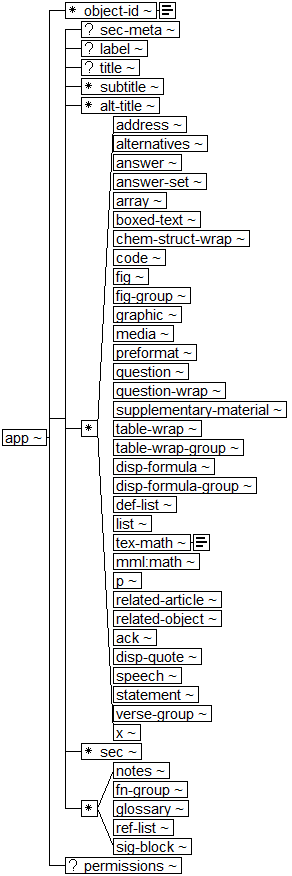 * object-id ~
? sec-meta ~
? label ~
? title ~
* subtitle ~
* alt-title ~
address ~
alternatives ~
answer ~
answer-set ~
array ~
boxed-text ~
chem-struct-wrap ~
code ~
fig ~
fig-group ~
graphic ~
media ~
preformat ~
question ~
question-wrap ~
supplementary-material ~
app ~
*
table-wrap ~
table-wrap-group ~
disp-formula ~
disp-formula-group ~
def-list ~
list ~
tex-math ~
mml:math ~
p ~
related-article ~
related-object ~
ack ~
disp-quote ~
speech ~
statement ~
verse-group ~
x ~
* sec ~
*
notes ~
fn-group ~
glossary ~
ref-list ~
sig-block ~
? permissions ~